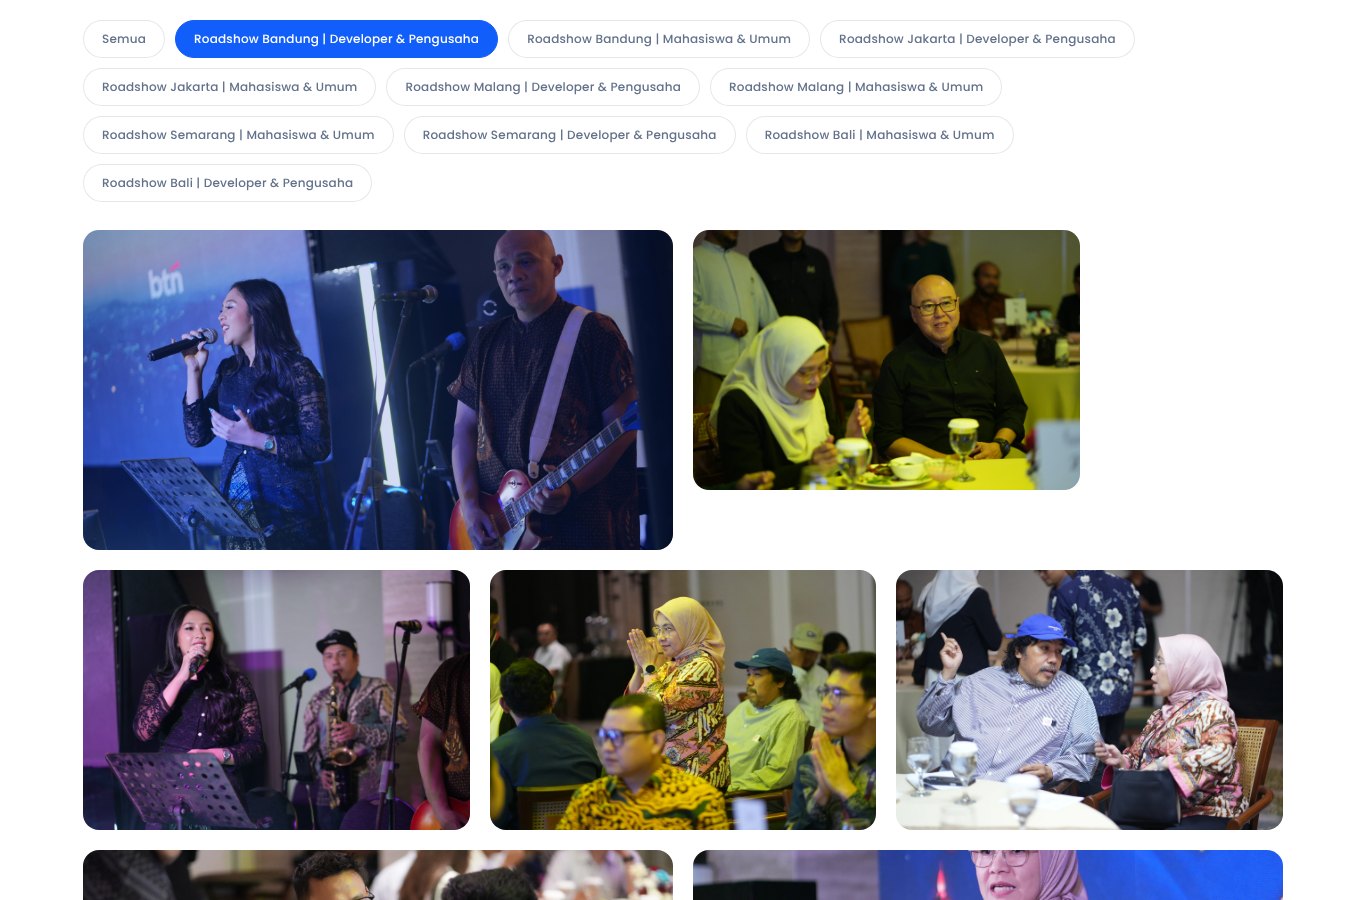 Semua
Roadshow Bandung | Developer & Pengusaha
Roadshow Bandung | Mahasiswa & Umum
Roadshow Jakarta | Developer & Pengusaha
Roadshow Jakarta | Mahasiswa & Umum
Roadshow Malang | Developer & Pengusaha
Roadshow Malang | Mahasiswa & Umum
Roadshow Semarang | Mahasiswa & Umum
Roadshow Semarang | Developer & Pengusaha
Roadshow Bali | Mahasiswa & Umum
Roadshow Bali | Developer & Pengusaha
btn